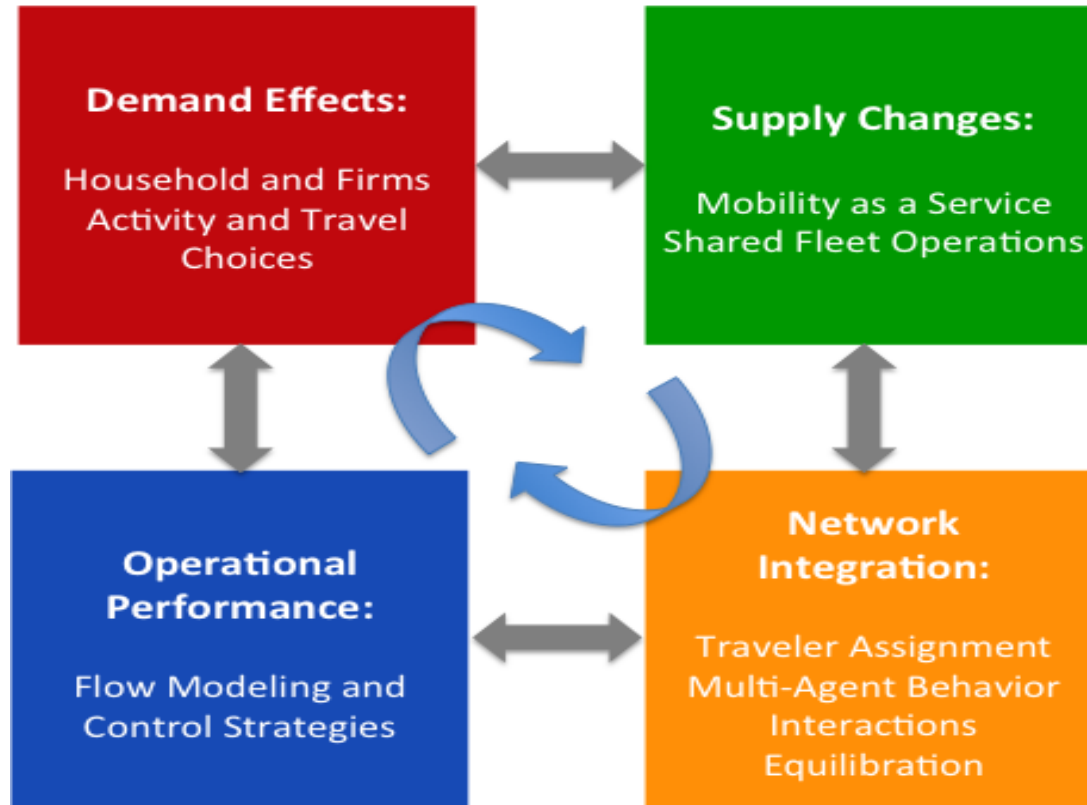 Demand Effects:
Household and Firms
Activity and Travel
Choices
Supply Changes:
Mobility as a Service
Shared Fleet Operations
Operational
Performance:
Flow Modeling and
Control Strategies
Network
Integration:
Traveler Assignment
Multi-Agent Behavior
Interactions
Equilibration